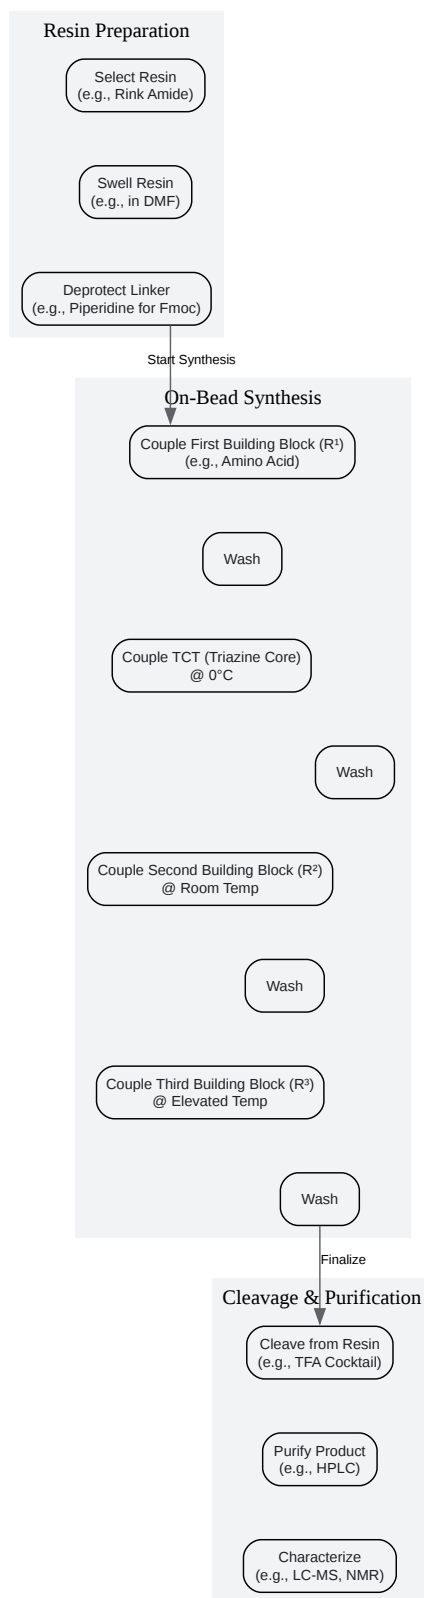 Resin Preparation
Select Resin
(e.g., Rink Amide)
Swell Resin
(e.g., in DMF)
Deprotect Linker
(e.g., Piperidine for Fmoc)
Start Synthesis
On-Bead Synthesis
Couple First Building Block (R¹)
(e.g., Amino Acid)
Wash
Couple TCT (Triazine Core)
@ 0°C
Wash
Couple Second Building Block (R²)
@ Room Temp
Wash
Couple Third Building Block (R³)
@ Elevated Temp
Wash
Finalize
Cleavage & Purification
Cleave from Resin
(e.g., TFA Cocktail)
Purify Product
(e.g., HPLC)
Characterize
(e.g., LC-MS, NMR)